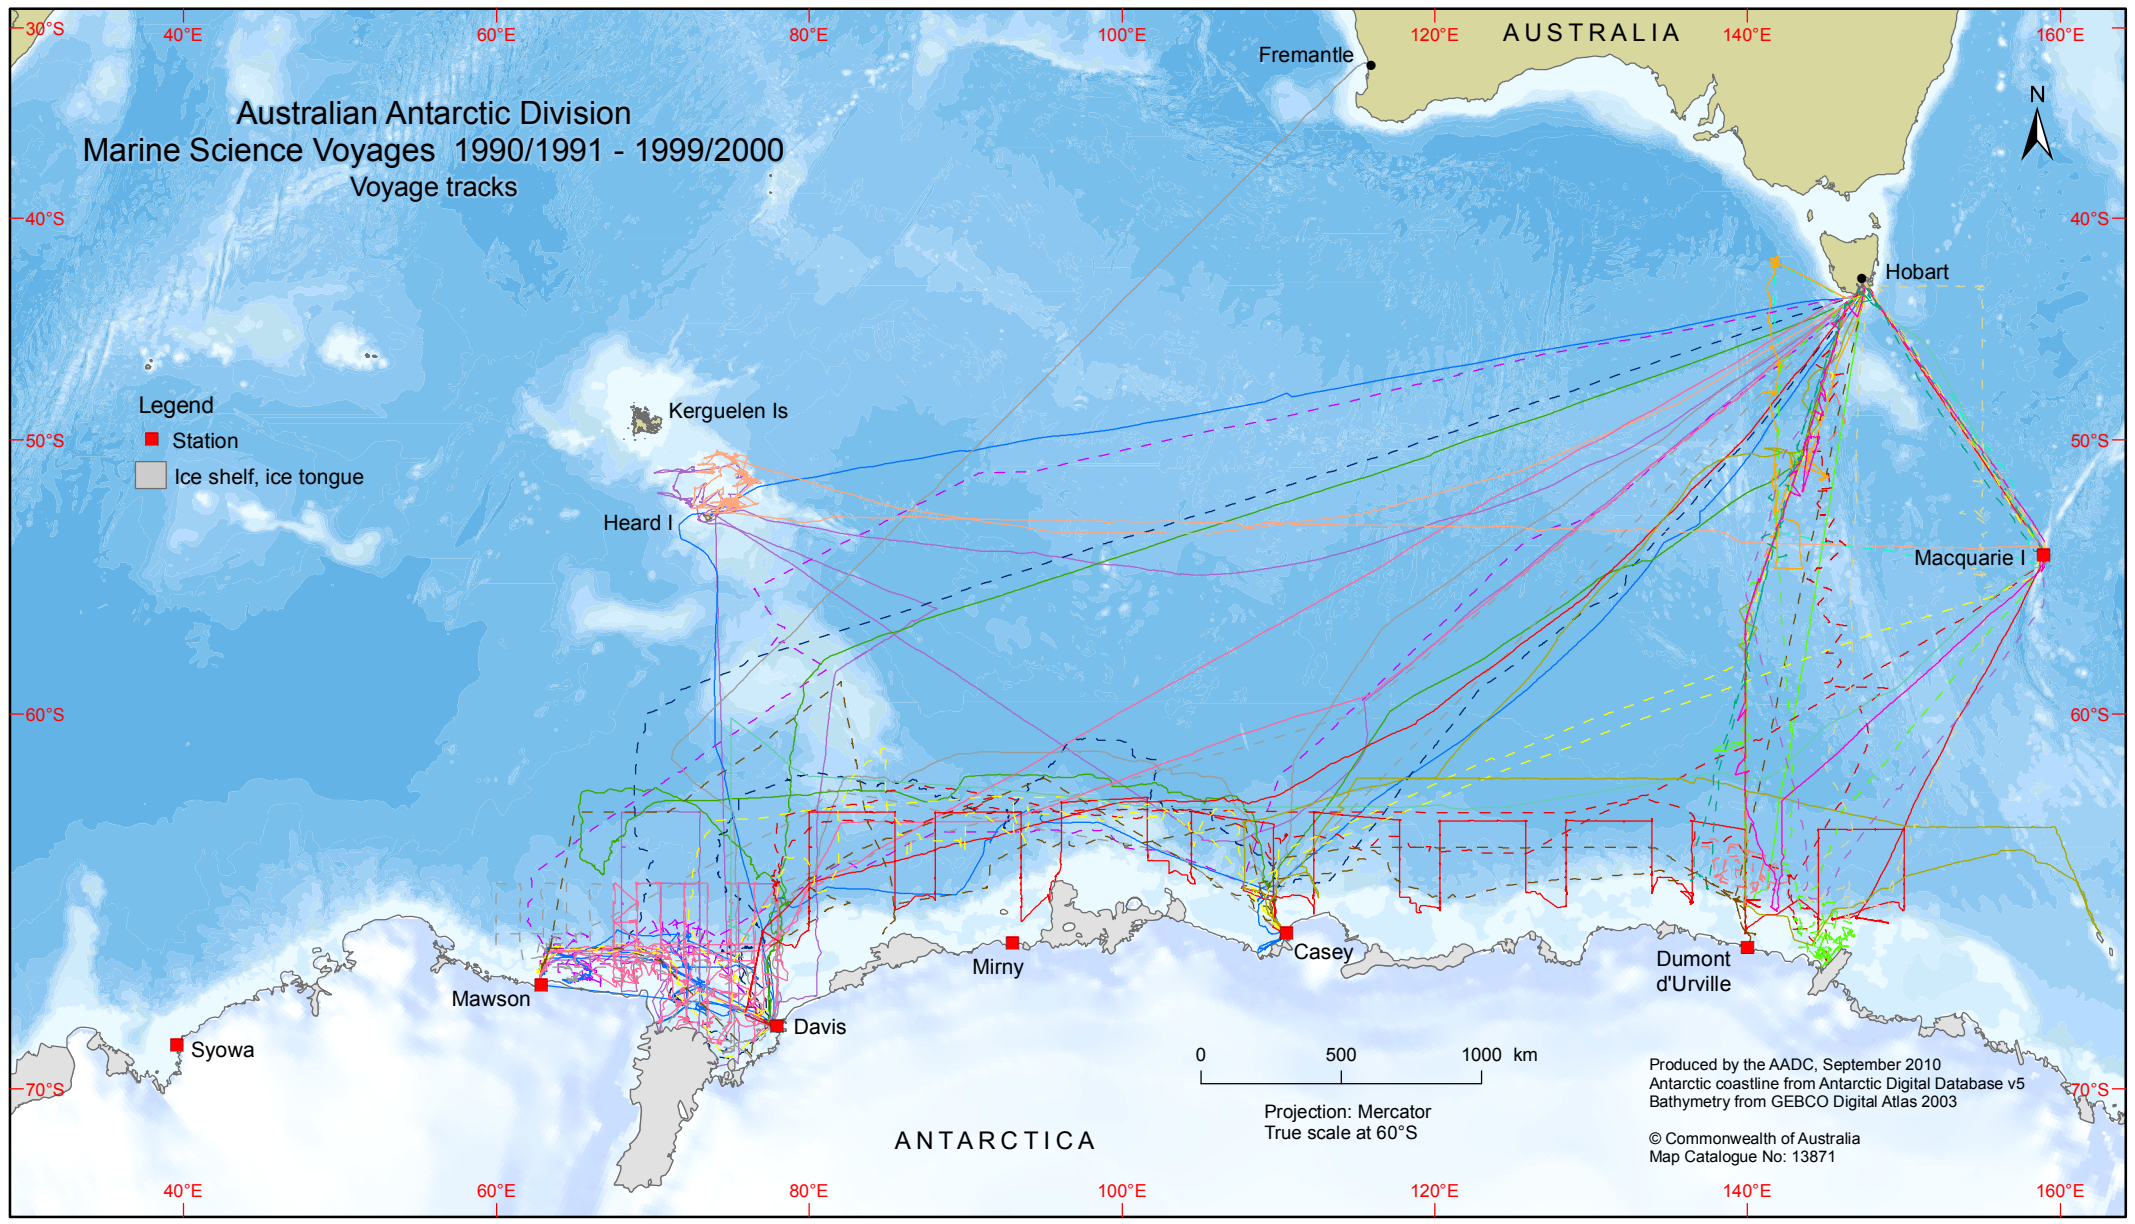 30°S
40°E
60°E
80°E
100°E
120°E
AUSTRALIA
140°E
160°E
30°S
Fremantle
N
Australian Antarctic Division
Marine Science Voyages 1990/1991 - 1999/2000
Voyage tracks
40°S
40°S
Hobart
Legend
Kerguelen Is
Station
50°S
50°S
Ice shelf, ice tongue
Heard I
Macquarie I
60°S
60°S
Casey
Mirny
Dumont
d'Urville
Mawson
Davis
Syowa
0 500 1000 km
Produced by the AADC, September 2010
Antarctic coastline from Antarctic Digital Database v5
Bathymetry from GEBCO Digital Atlas 2003
70°S
70°S
Projection: Mercator
True scale at 60°S
ANTARCTICA
© Commonwealth of Australia
Map Catalogue No: 13871
40°E
60°E
80°E
100°E
120°E
140°E
160°E